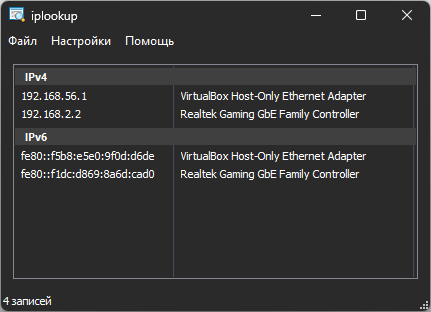 iplookup
Файл Настройки Помощь
IPv4
192.168.56.1 VirtualBox Host-Only Ethernet Adapter
192.168.2.2 Realtek Gaming GbE Family Controller
IPv6
fe80::f5b8:e5e0:9f0d:d6de VirtualBox Host-Only Ethernet Adapter
fe80::f1dc:d869:8a6d:cad0 Realtek Gaming GbE Family Controller
4 записей